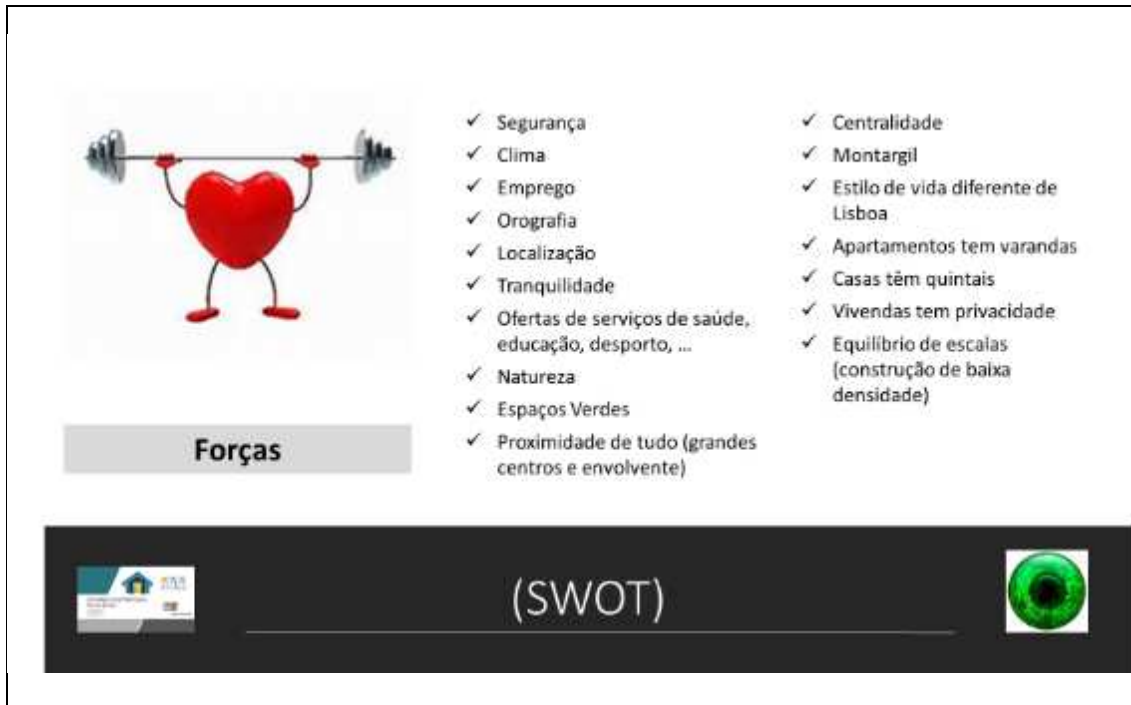 ✓ Segurança
✓ Clima
✓ Emprego
✓ Orografia
✓ Localização
✓ Tranquilidade
✓ Ofertas de serviços de saúde,
educação, desporto, ...
✓ Natureza
✓ Espaços Verdes
✓ Proximidade de tudo (grandes
centros e envolvente)
✓ Centralidade
✓ Montargil
✓ Estilo de vida diferente de
Lisboa
✓ Apartamentos tem varandas
✓ Casas têm quintais
✓ Vivendas tem privacidade
✓ Equilíbrio de escalas
(construção de baixa
densidade)
Forças
(SWOT)